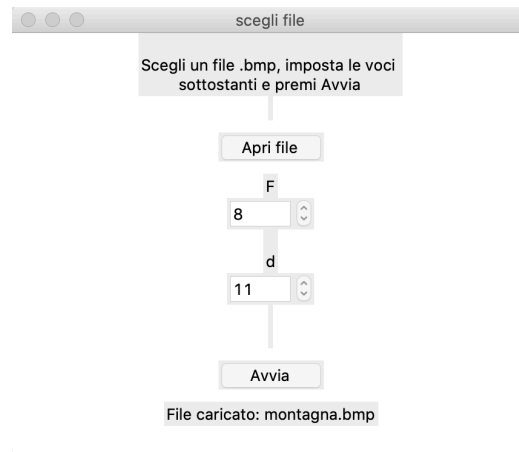 scegli file
Scegli un file .bmp, imposta le voci
sottostanti e premi Avvia
Apri file
F
8
d
11
Avvia
File caricato: montagna.bmp